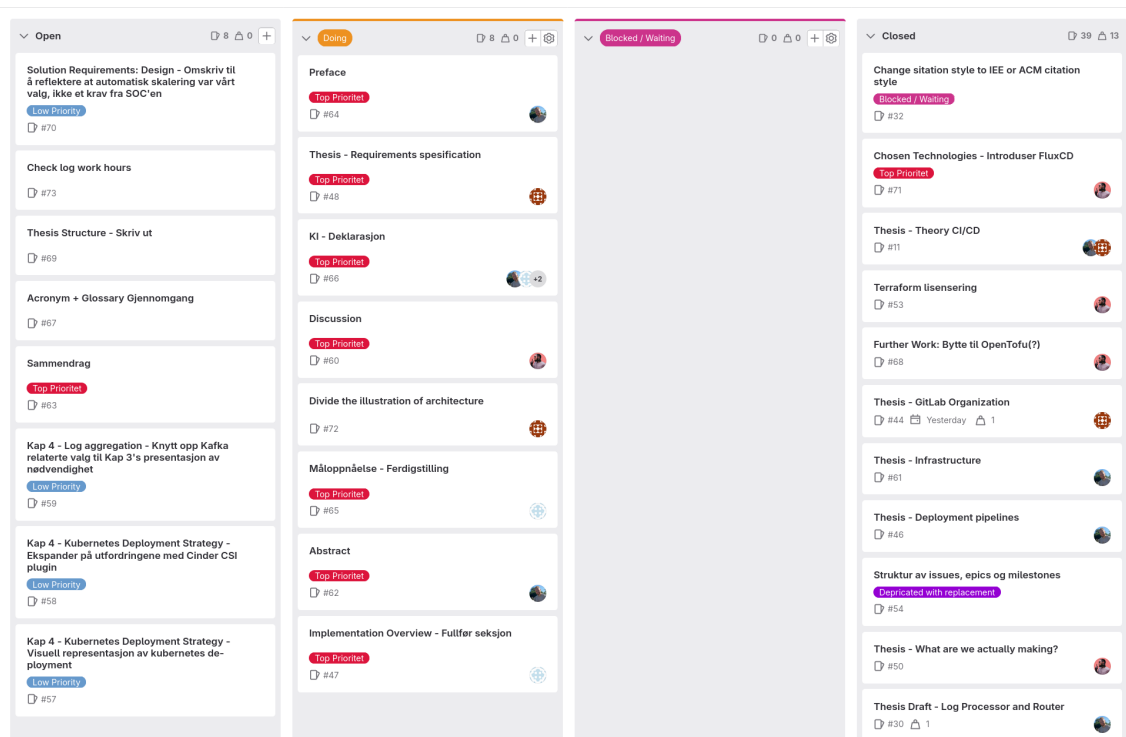 Open 8 0
Solution Requirements: Design - Omskriv til
å reflektere at automatisk skalering var vårt
valg, ikke et krav fra SOC'en
Low Priority
#70
Check log work hours
#73
Thesis Structure - Skriv ut
#69
Acronym + Glossary Gjennomgang
#67
Sammendrag
Top Prioritet
#63
Kap 4 - Log aggregation - Knytt opp Kafka
relaterte valg til Kap 3's presentasjon av
nødvendighet
Low Priority
#59
Kap 4 - Kubernetes Deployment Strategy -
Ekspander på utfordringene med Cinder CSI
plugin
Low Priority
#58
Kap 4 - Kubernetes Deployment Strategy -
Visuell representasjon av kubernetes de-
ployment
Low Priority
#57
Doing 8 0
Preface
Top Prioritet
#64
Thesis - Requirements spesification
Top Prioritet
#48
KI - Deklarasjon
Top Prioritet
#66 +2
Discussion
Top Prioritet
#60
Divide the illustration of architecture
#72
Måloppnåelse - Ferdigstilling
Top Prioritet
#65
Abstract
Top Prioritet
#62
Implementation Overview - Fullfør seksjon
Top Prioritet
#47
Blocked / Waiting 0 0
Closed 39 13
Change sitation style to IEE or ACM citation
style
Blocked / Waiting
#32
Chosen Technologies - Introduser FluxCD
Top Prioritet
#71
Thesis - Theory CI/CD
#11
Terraform lisensering
#53
Further Work: Bytte til OpenTofu(?)
#68
Thesis - GitLab Organization
#44 Yesterday 1
Thesis - Infrastructure
#61
Thesis - Deployment pipelines
#46
Struktur av issues, epics og milestones
Depricated with replacement
#54
Thesis - What are we actually making?
#50
Thesis Draft - Log Processor and Router
#30 1